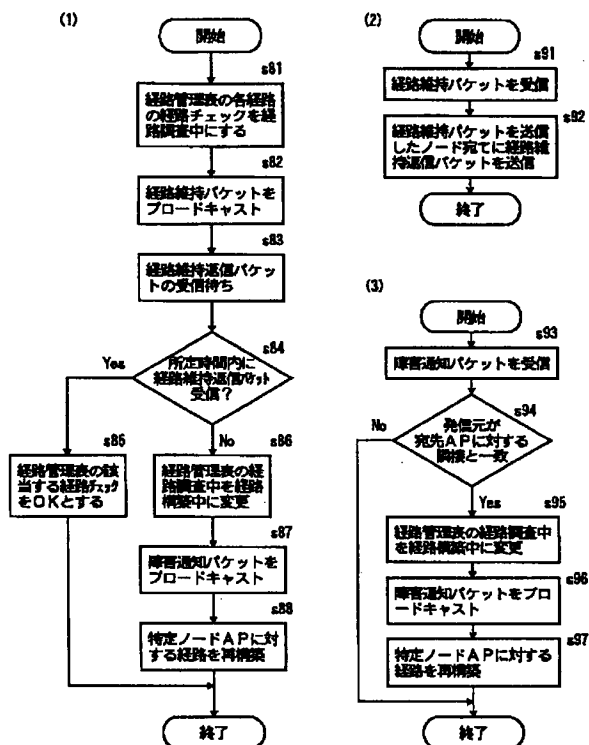 (1)
開始
s81
経路管理表の各経路
の経路チェックを経
路調査中にする
s82
経路維持パケットを
ブロードキャスト
s83
経路維持返信パケッ
トの受信待ち
s84
所定時間内に
経路維持返信パケット
受信？
Yes
No
s85
経路管理表の該
当する経路チェック
をOKとする
s86
経路管理表の経
路調査中を経路
構築中に変更
s87
障害通知パケットを
ブロードキャスト
s88
特定ノードAPに対
する経路を再構築
終了
(2)
開始
s91
経路維持パケットを受信
s92
経路維持パケットを送信
したノード宛てに経路維
持返信パケットを送信
終了
(3)
開始
s93
障害通知パケットを受信
s94
発信元が
宛先APに対する
隣接と一致
No
Yes
s95
経路管理表の経路調査中
を経路構築中に変更
s96
障害通知パケットをブロ
ードキャスト
s97
特定ノードAPに対する
経路を再構築
終了